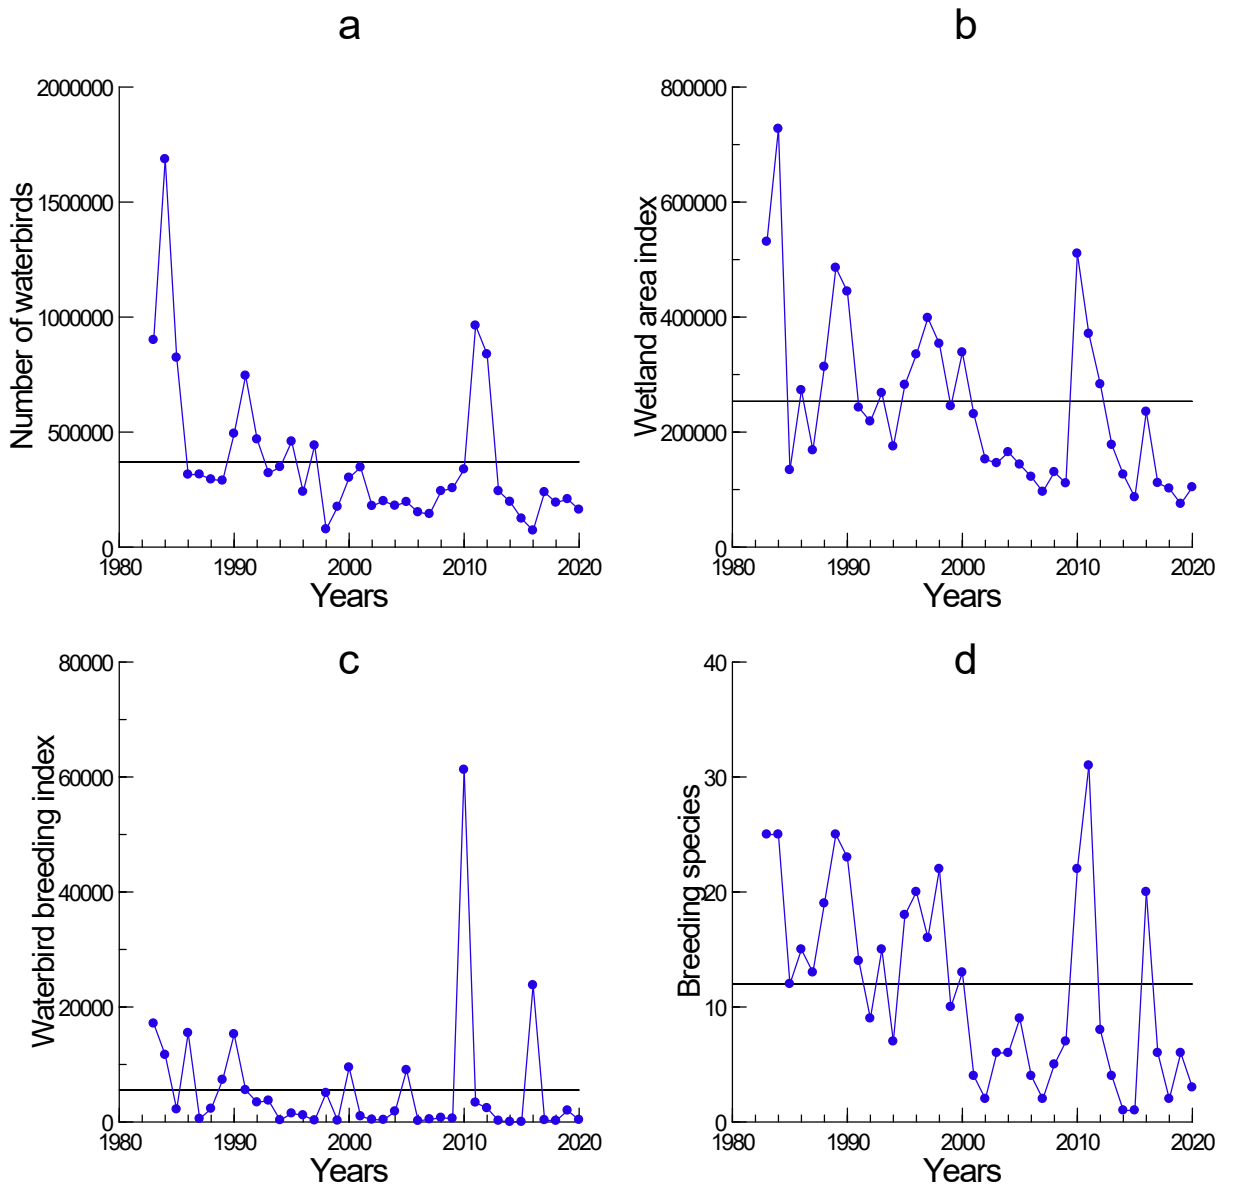 a
2000000
1500000
1000000
500000
0
Number of waterbirds
1980 1990 2000 2010 2020
Years
b
800000
600000
400000
200000
0
Wetland area index
1980 1990 2000 2010 2020
Years
c
80000
60000
40000
20000
0
Waterbird breeding index
1980 1990 2000 2010 2020
Years
d
40
30
20
10
0
Breeding species
1980 1990 2000 2010 2020
Years